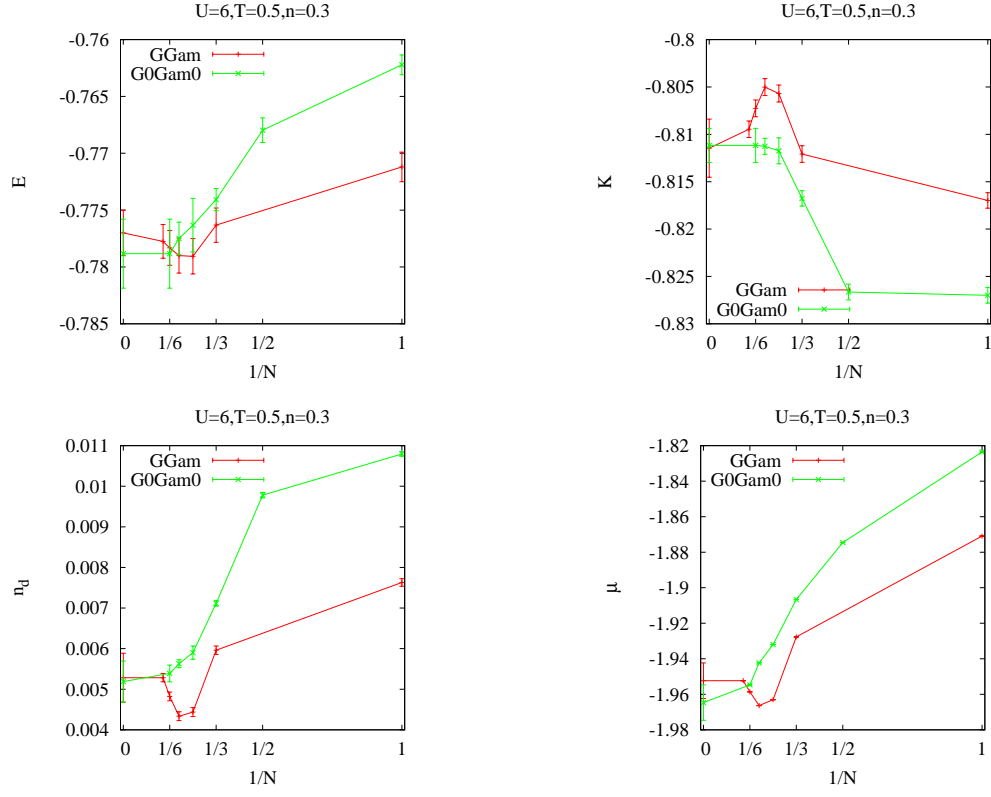 U=6,T=0.5,n=0.3
-0.76
-0.765
-0.77
-0.775
-0.78
-0.785
E
GGam
G0Gam0
0 1/6 1/3 1/2 1
1/N
U=6,T=0.5,n=0.3
-0.8
-0.805
-0.81
-0.815
-0.82
-0.825
-0.83
K
GGam
G0Gam0
0 1/6 1/3 1/2 1
1/N
U=6,T=0.5,n=0.3
0.011
0.01
0.009
0.008
0.007
0.006
0.005
0.004
n_d
GGam
G0Gam0
0 1/6 1/3 1/2 1
1/N
U=6,T=0.5,n=0.3
-1.82
-1.84
-1.86
-1.88
-1.9
-1.92
-1.94
-1.96
-1.98
μ
GGam
G0Gam0
0 1/6 1/3 1/2 1
1/N